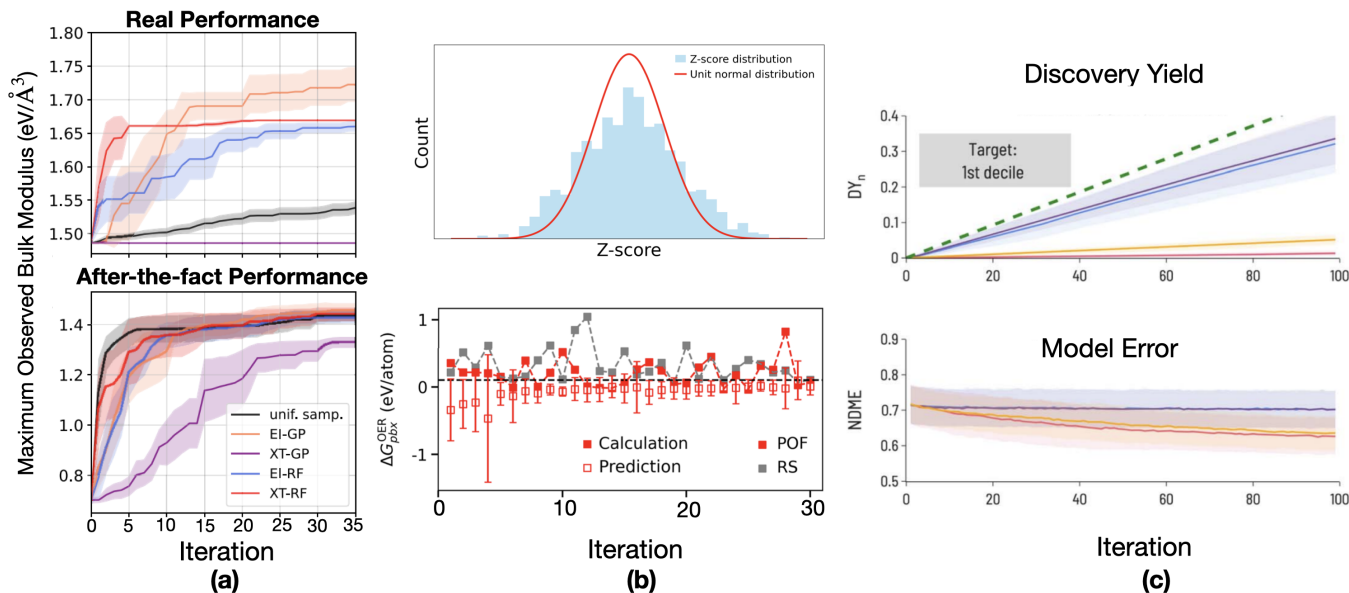 Real Performance
Maximum Observed Bulk Modulus (eV/Å³)
1.80
1.75
1.70
1.65
1.60
1.55
1.50
After-the-fact Performance
1.4
1.2
1.0
0.8
unif. samp.
EI-GP
XT-GP
EI-RF
XT-RF
0 5 10 15 20 25 30 35
Iteration
(a)
Count
Z-score distribution
Unit normal distribution
Z-score
ΔG_pbx^OER (eV/atom)
1
0
-1
Calculation
Prediction
POF
RS
0 10 20 30
Iteration
(b)
Discovery Yield
DYₙ
0.4
0.3
0.2
0.1
0
Target:
1st decile
0 20 40 60 80 100
Model Error
NDME
0.9
0.8
0.7
0.6
0.5
0 20 40 60 80 100
Iteration
(c)